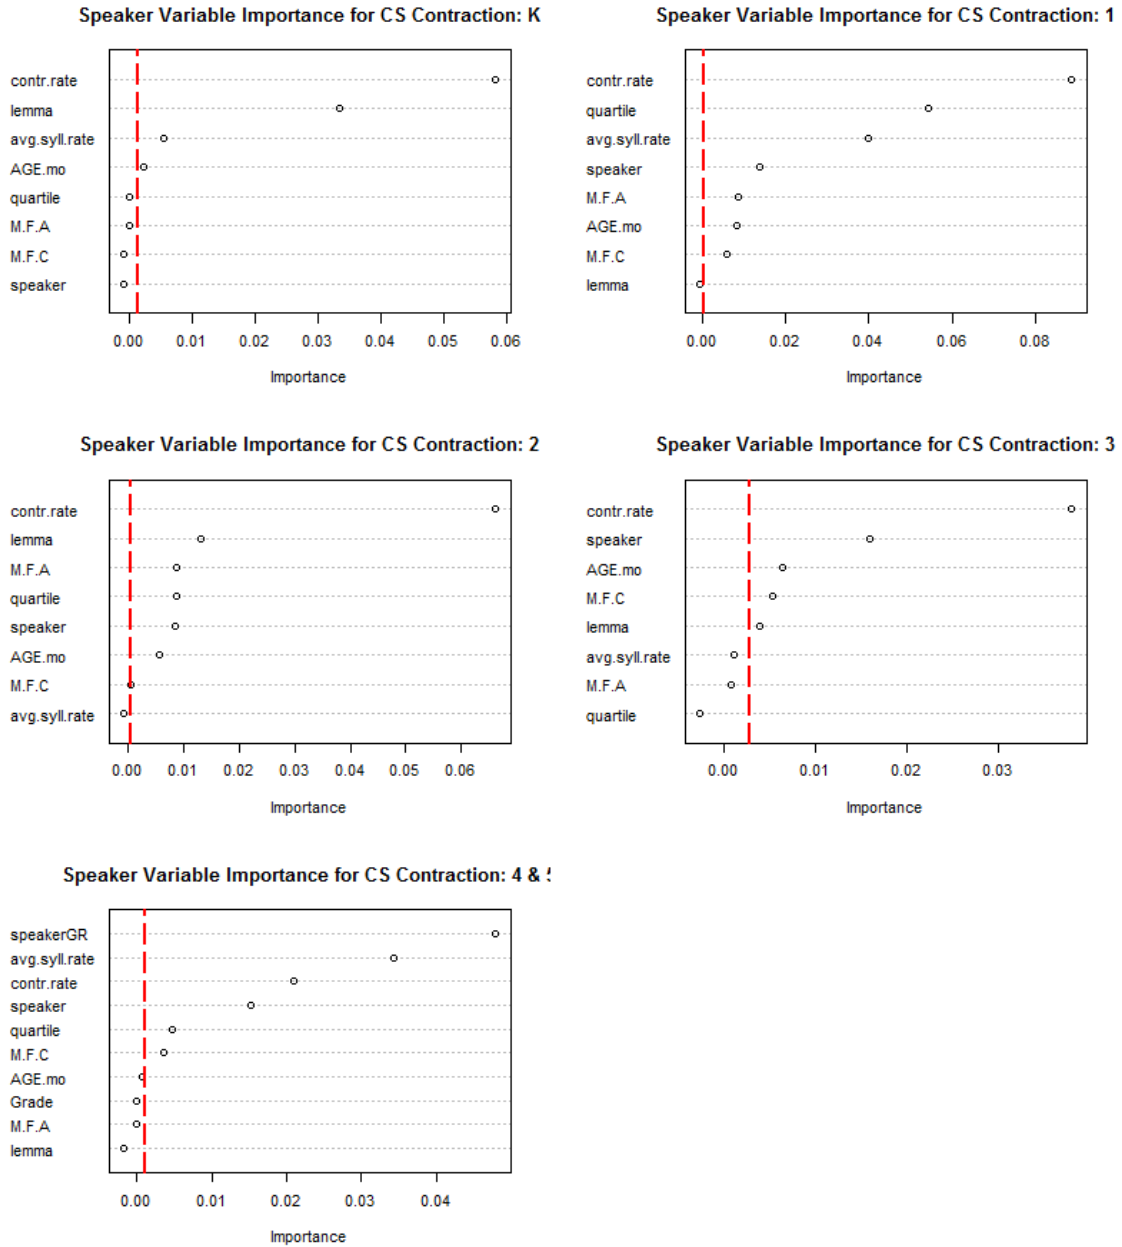 Speaker Variable Importance for CS Contraction: K
contr.rate
lemma
avg.syll.rate
AGE.mo
quartile
M.F.A
M.F.C
speaker
0.00 0.01 0.02 0.03 0.04 0.05 0.06
Importance
Speaker Variable Importance for CS Contraction: 1
contr.rate
quartile
avg.syll.rate
speaker
M.F.A
AGE.mo
M.F.C
lemma
0.00 0.02 0.04 0.06 0.08
Importance
Speaker Variable Importance for CS Contraction: 2
contr.rate
lemma
M.F.A
quartile
speaker
AGE.mo
M.F.C
avg.syll.rate
0.00 0.01 0.02 0.03 0.04 0.05 0.06
Importance
Speaker Variable Importance for CS Contraction: 3
contr.rate
speaker
AGE.mo
M.F.C
lemma
avg.syll.rate
M.F.A
quartile
0.00 0.01 0.02 0.03
Importance
Speaker Variable Importance for CS Contraction: 4 &
speakerGR
avg.syll.rate
contr.rate
speaker
quartile
M.F.C
AGE.mo
Grade
M.F.A
lemma
0.00 0.01 0.02 0.03 0.04
Importance